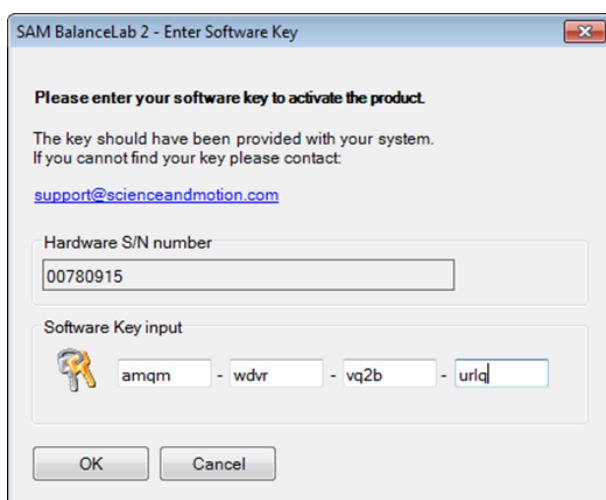 SAM BalanceLab 2 - Enter Software Key
Please enter your software key to activate the product.
The key should have been provided with your system.
If you cannot find your key please contact:
support@scienceandmotion.com
Hardware S/N number
00780915
Software Key input
amqm - wdvr - vq2b - urlq
OK Cancel